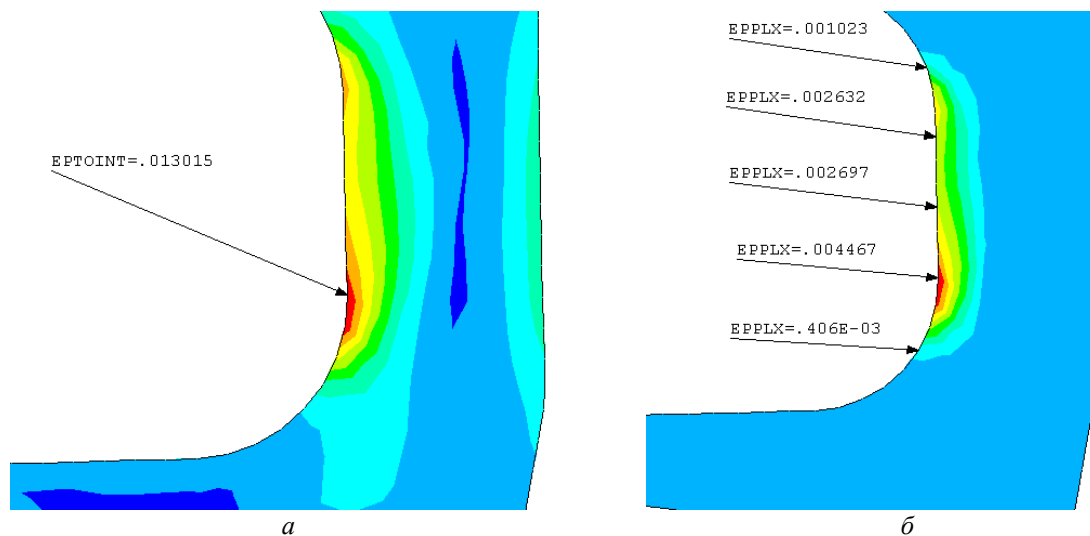 EPPLX=.001023
EPPLX=.002632
EPTOINT=.013015
EPPLX=.002697
EPPLX=.004467
EPPLX=.406E-03
а
б